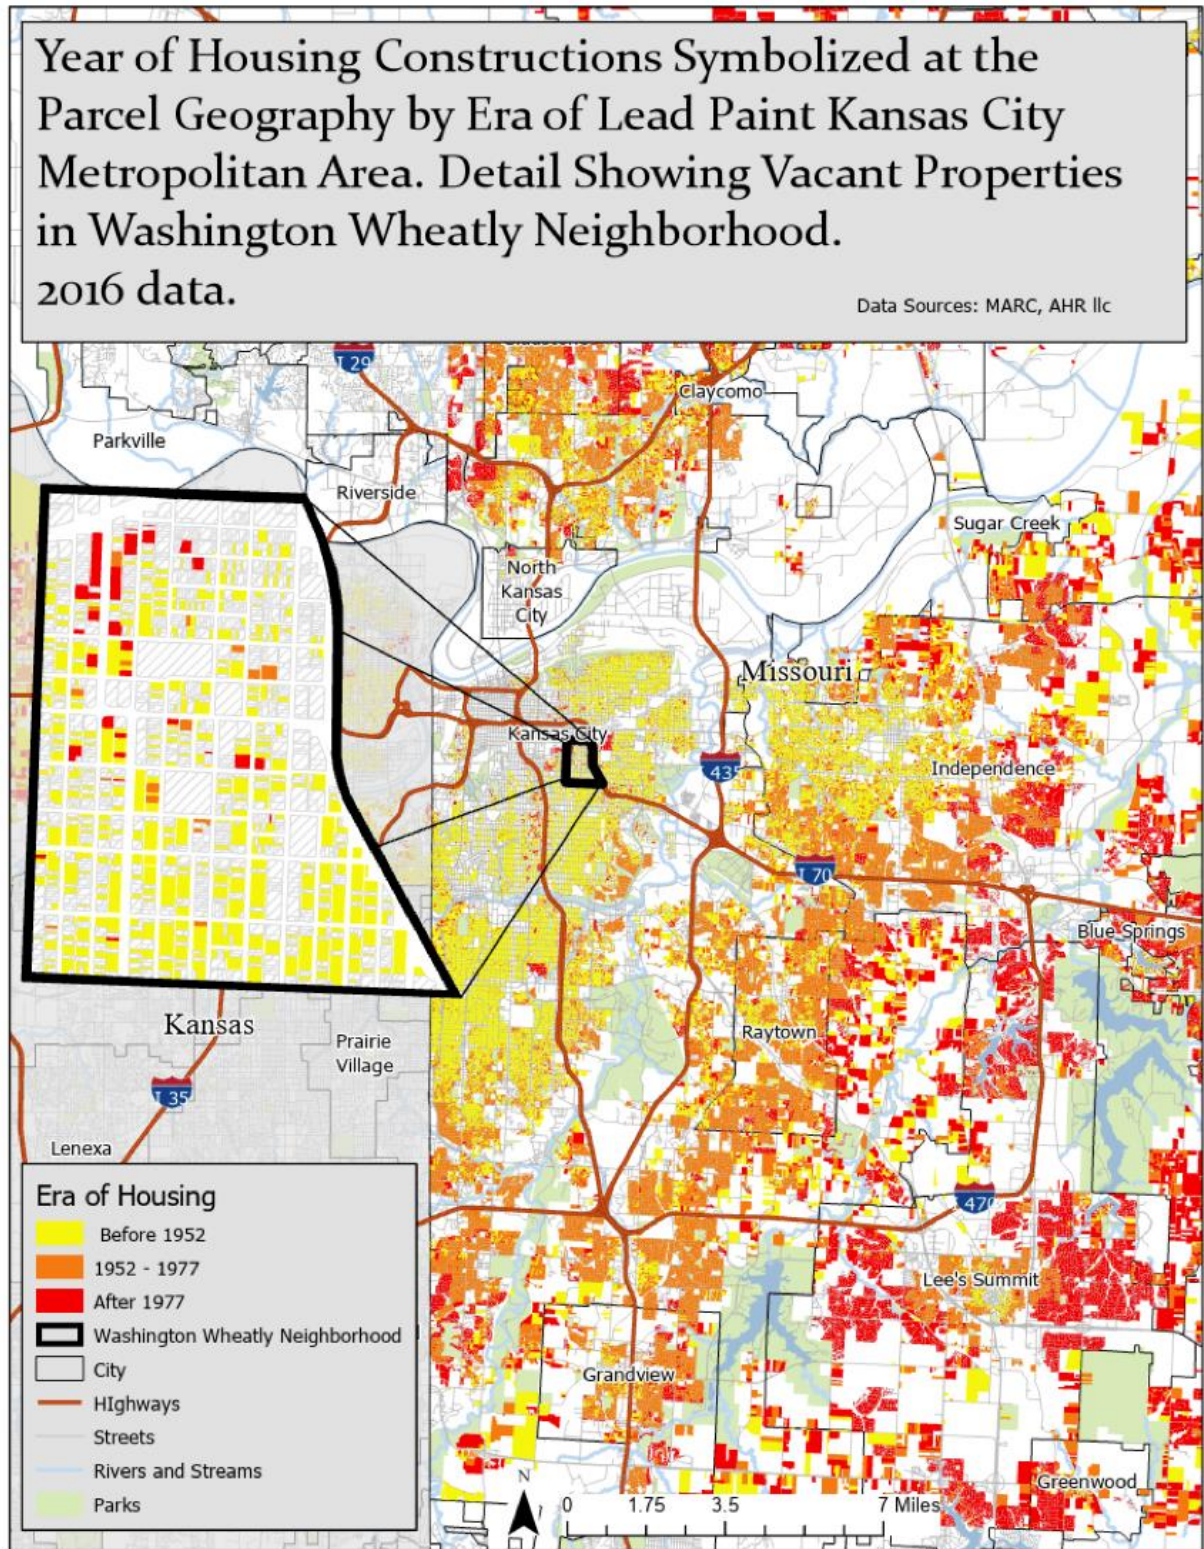 Year of Housing Constructions Symbolized at the
Parcel Geography by Era of Lead Paint Kansas City
Metropolitan Area. Detail Showing Vacant Properties
in Washington Wheatly Neighborhood.
2016 data.
Data Sources: MARC, AHR llc
I 29
Claycomo
Parkville
Riverside
Sugar Creek
North
Kansas
City
Missouri
Kansas City
435
Independence
I 70
Blue Springs
Kansas
Raytown
Prairie
Village
I 35
Lenexa
470
Lee's Summit
Grandview
Greenwood
Era of Housing
Before 1952
1952 - 1977
After 1977
Washington Wheatly Neighborhood
City
HIghways
Streets
Rivers and Streams
Parks
N
0 1.75 3.5 7 Miles